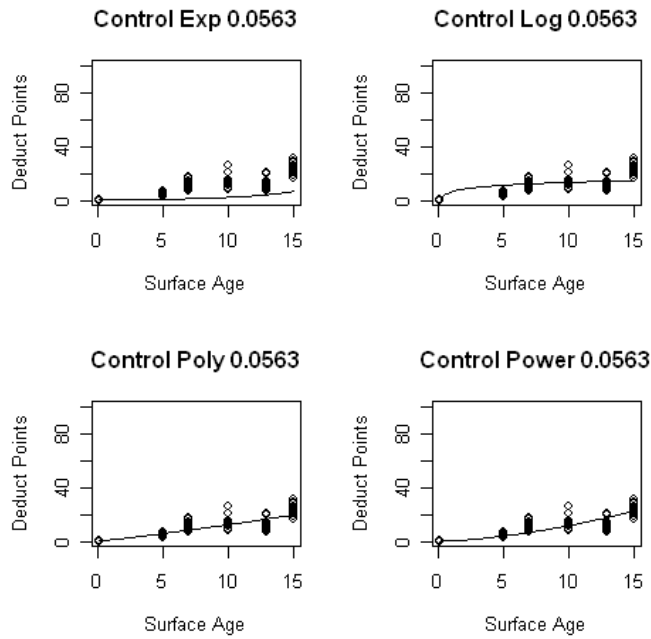 Control Exp 0.0563
Deduct Points
0 40 80
0 5 10 15
Surface Age
Control Log 0.0563
Deduct Points
0 40 80
0 5 10 15
Surface Age
Control Poly 0.0563
Deduct Points
0 40 80
0 5 10 15
Surface Age
Control Power 0.0563
Deduct Points
0 40 80
0 5 10 15
Surface Age